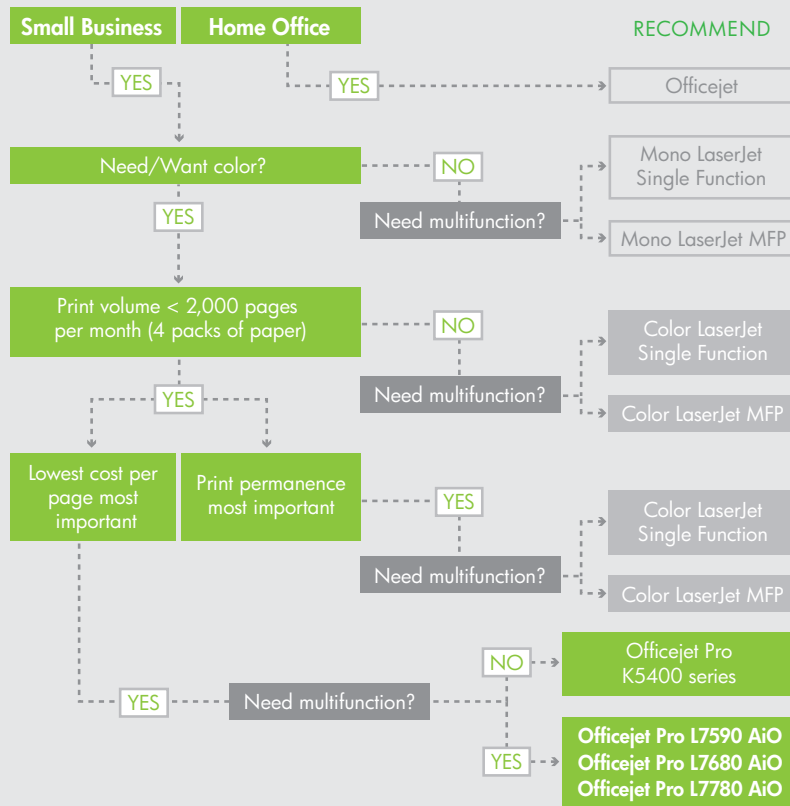 Small Business
Home Office
RECOMMEND
YES
YES
Officejet
Need/Want color?
NO
Mono LaserJet
Single Function
Need multifunction?
Mono LaserJet MFP
YES
Print volume < 2,000 pages
per month (4 packs of paper)
NO
Color LaserJet
Single Function
Need multifunction?
Color LaserJet MFP
YES
Lowest cost per
page most
important
Print permanence
most important
YES
Color LaserJet
Single Function
Need multifunction?
Color LaserJet MFP
YES
Need multifunction?
NO
Officejet Pro
K5400 series
YES
Officejet Pro L7590 AiO
Officejet Pro L7680 AiO
Officejet Pro L7780 AiO